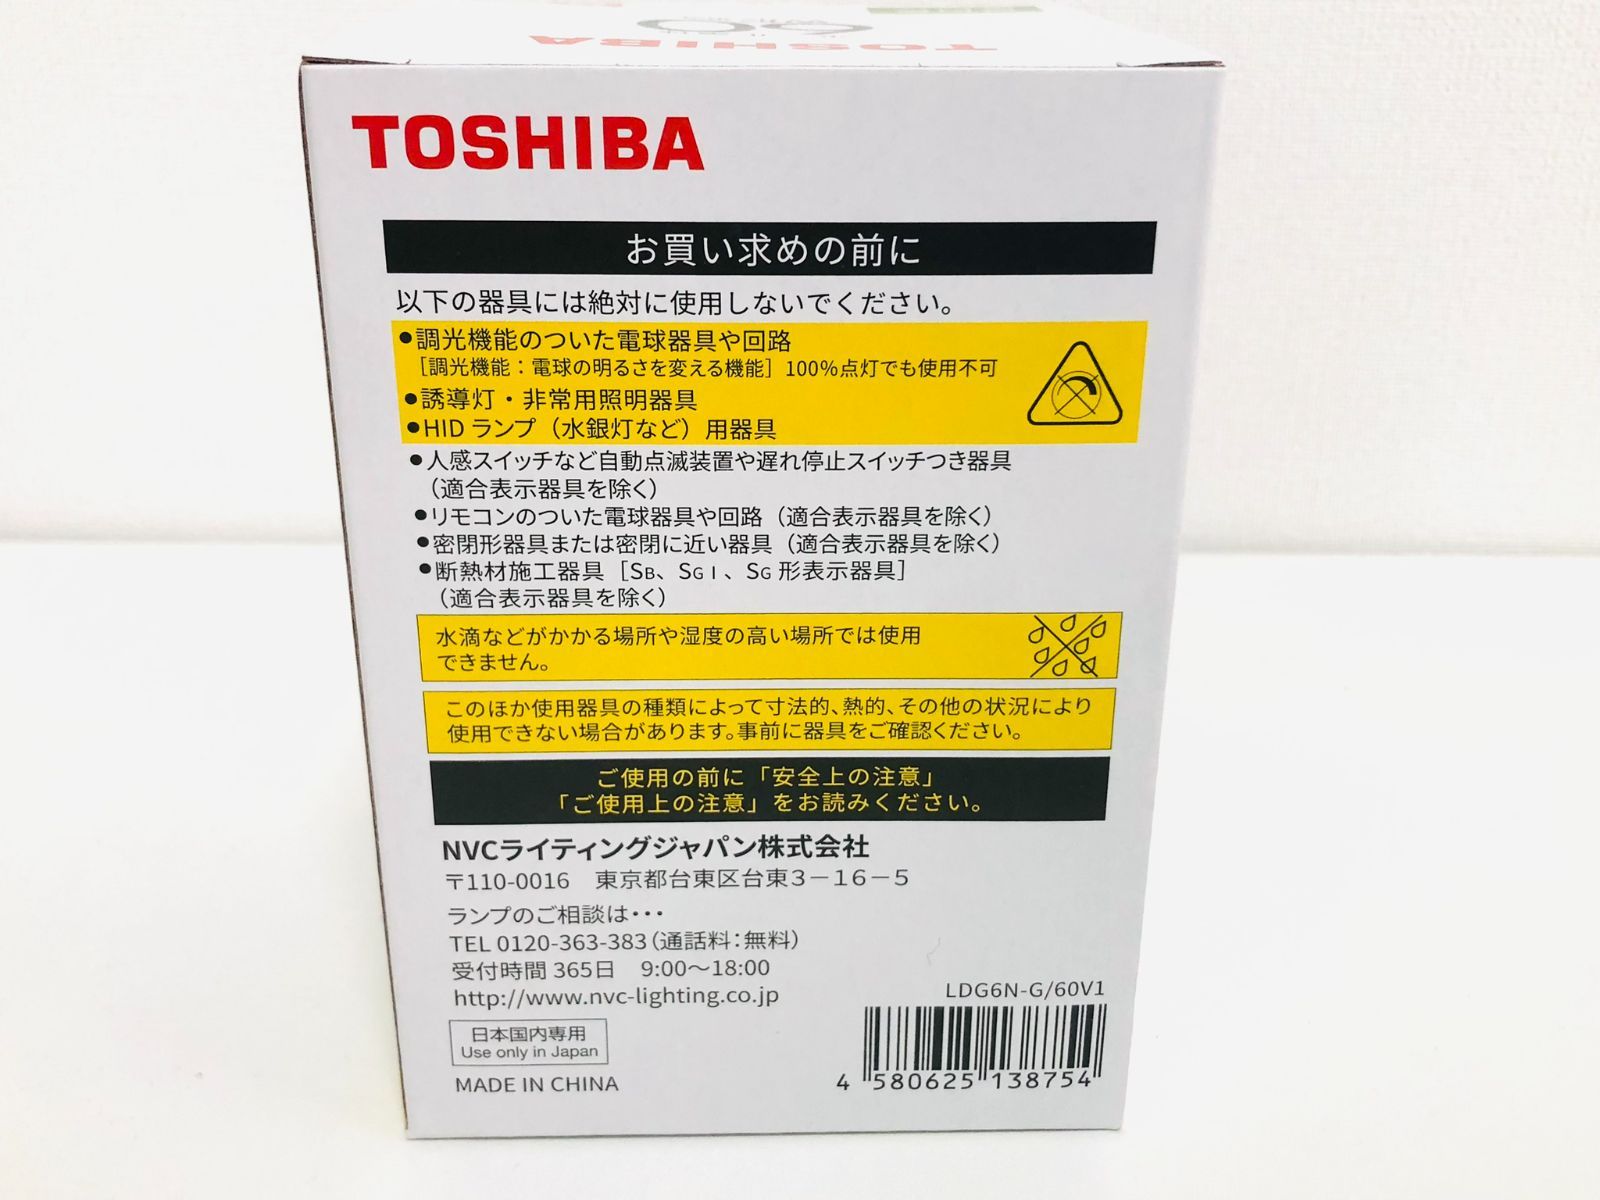 TOSHIBA
TOSHIBA
お買い求めの前に
以下の器具には絶対に使用しないでください。
●調光機能のついた電球器具や回路
［調光機能：電球の明るさを変える機能］100%点灯でも使用不可
●誘導灯・非常用照明器具
●HIDランプ（水銀灯など）用器具
●人感スイッチなど自動点滅装置や遅れ停止スイッチつき器具
（適合表示器具を除く）
●リモコンのついた電球器具や回路（適合表示器具を除く）
●密閉形器具または密閉に近い器具（適合表示器具を除く）
●断熱材施工器具［SB、SGI、SG形表示器具］
（適合表示器具を除く）
水滴などがかかる場所や湿度の高い場所では使用
できません。
このほか使用器具の種類によって寸法的、熱的、その他の状況により
使用できない場合があります。事前に器具をご確認ください。
ご使用の前に「安全上の注意」
「ご使用上の注意」をお読みください。
NVCライティングジャパン株式会社
〒110-0016　東京都台東区台東3－16－5
ランプのご相談は・・・
TEL 0120-363-383（通話料：無料）
受付時間 365日　9:00～18:00
http://www.nvc-lighting.co.jp
LDG6N-G/60V1
日本国内専用
Use only in Japan
MADE IN CHINA
4 580625 138754